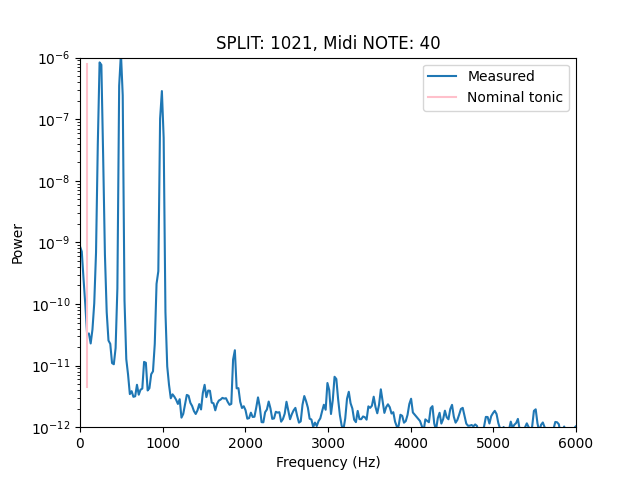 SPLIT: 1021, Midi NOTE: 40
Measured
Nominal tonic
Power
10⁻⁶
10⁻⁷
10⁻⁸
10⁻⁹
10⁻¹⁰
10⁻¹¹
10⁻¹²
0 1000 2000 3000 4000 5000 6000
Frequency (Hz)